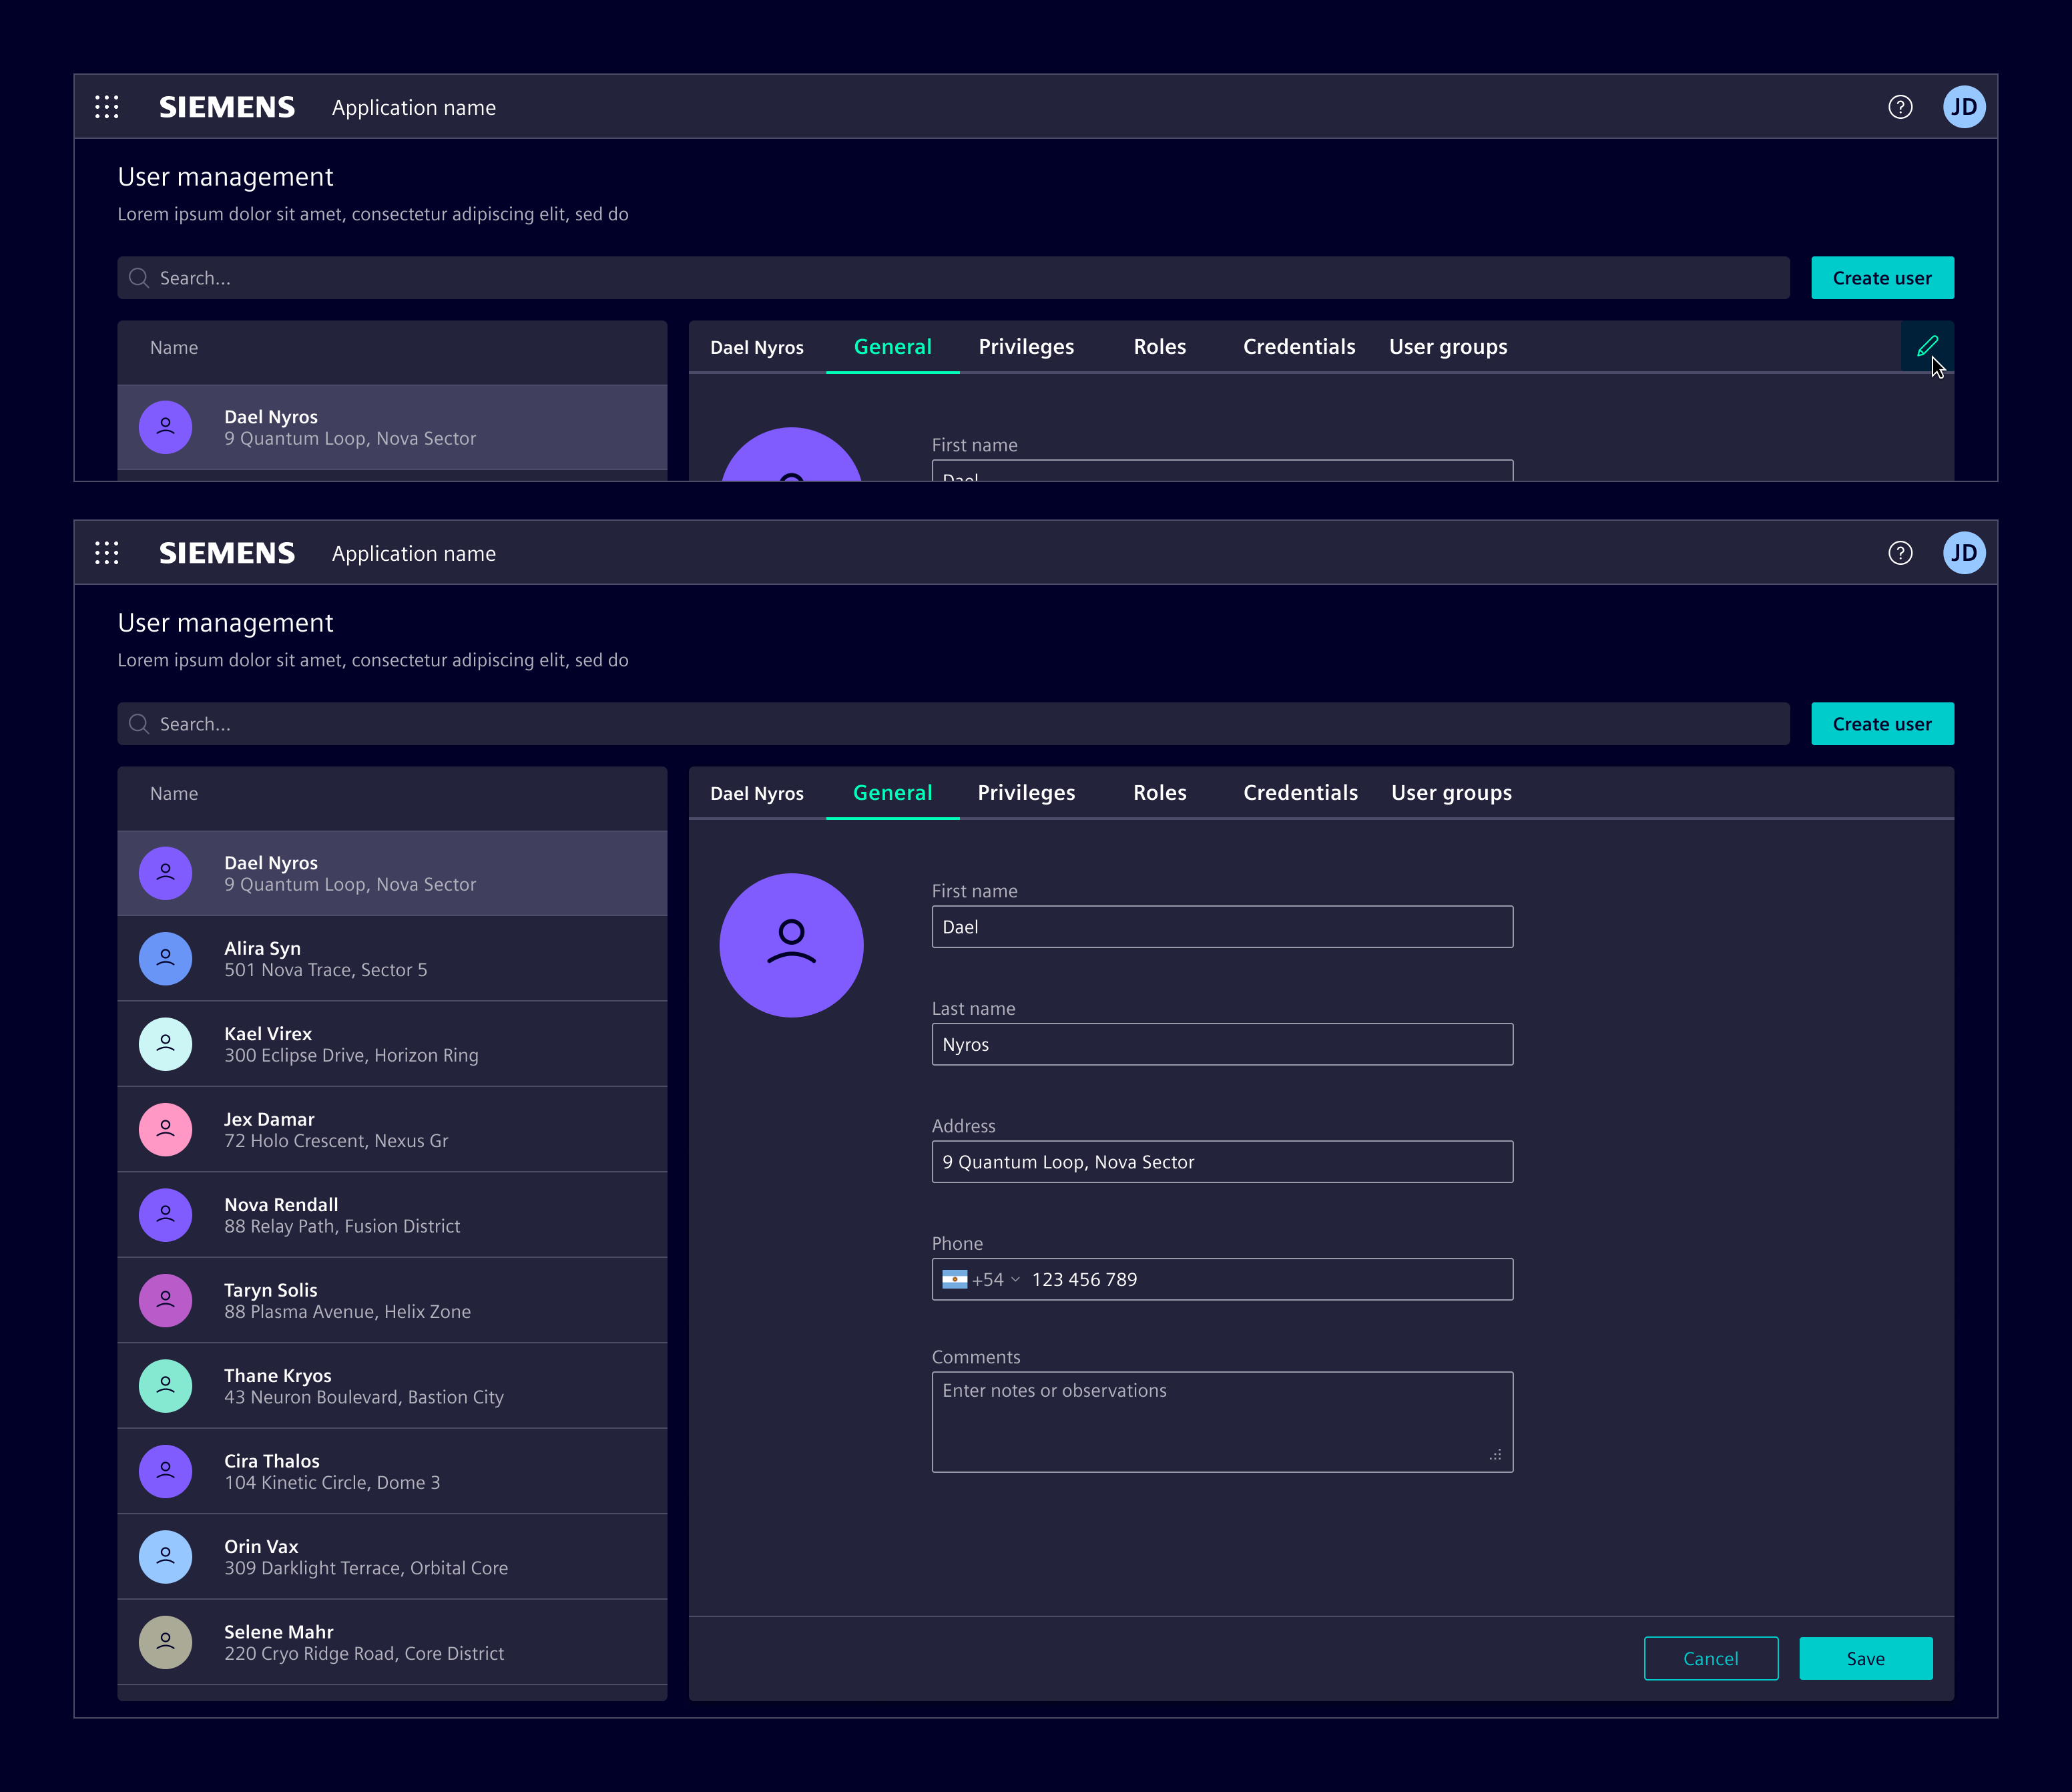 SIEMENS Application name ? JD
User management
Lorem ipsum dolor sit amet, consectetur adipiscing elit, sed do
Search... Create user
Name
Dael Nyros General Privileges Roles Credentials User groups
Dael Nyros
9 Quantum Loop, Nova Sector
First name
Dael
SIEMENS Application name ? JD
User management
Lorem ipsum dolor sit amet, consectetur adipiscing elit, sed do
Search... Create user
Name
Dael Nyros
9 Quantum Loop, Nova Sector
Alira Syn
501 Nova Trace, Sector 5
Kael Virex
300 Eclipse Drive, Horizon Ring
Jex Damar
72 Holo Crescent, Nexus Gr
Nova Rendall
88 Relay Path, Fusion District
Taryn Solis
88 Plasma Avenue, Helix Zone
Thane Kryos
43 Neuron Boulevard, Bastion City
Cira Thalos
104 Kinetic Circle, Dome 3
Orin Vax
309 Darklight Terrace, Orbital Core
Selene Mahr
220 Cryo Ridge Road, Core District
Dael Nyros General Privileges Roles Credentials User groups
First name
Dael
Last name
Nyros
Address
9 Quantum Loop, Nova Sector
Phone
+54 123 456 789
Comments
Enter notes or observations
Cancel Save